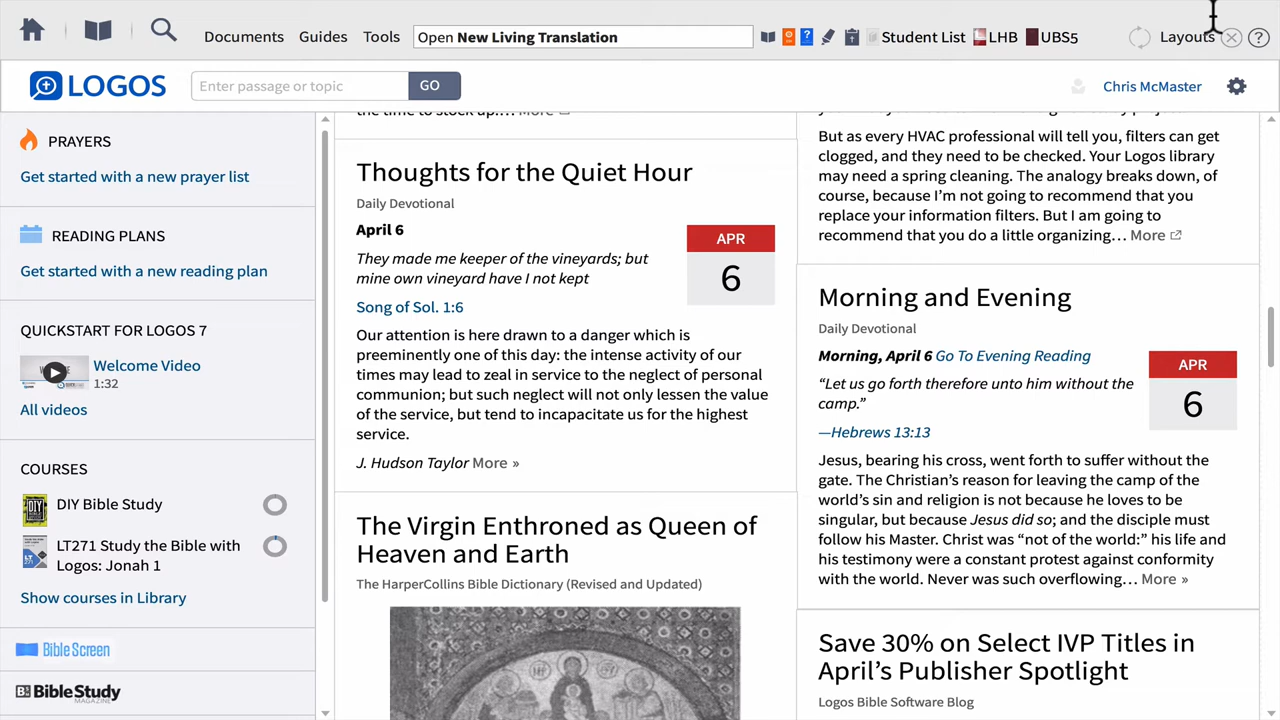 Documents Guides Tools Open New Living Translation Student List LHB UBS5 Layouts
LOGOS Enter passage or topic GO Chris McMaster
PRAYERS
Get started with a new prayer list
READING PLANS
Get started with a new reading plan
QUICKSTART FOR LOGOS 7
Welcome Video
1:32
All videos
COURSES
DIY Bible Study
LT271 Study the Bible with
Logos: Jonah 1
Show courses in Library
Bible Screen
BibleStudy
MAGAZINE
the time to stock up.... More
Thoughts for the Quiet Hour
Daily Devotional
April 6
APR
6
They made me keeper of the vineyards; but
mine own vineyard have I not kept
Song of Sol. 1:6
Our attention is here drawn to a danger which is
preeminently one of this day: the intense activity of our
times may lead to zeal in service to the neglect of personal
communion; but such neglect will not only lessen the value
of the service, but tend to incapacitate us for the highest
service.
J. Hudson Taylor More »
The Virgin Enthroned as Queen of
Heaven and Earth
The HarperCollins Bible Dictionary (Revised and Updated)
But as every HVAC professional will tell you, filters can get
clogged, and they need to be checked. Your Logos library
may need a spring cleaning. The analogy breaks down, of
course, because I'm not going to recommend that you
replace your information filters. But I am going to
recommend that you do a little organizing… More
Morning and Evening
Daily Devotional
Morning, April 6 Go To Evening Reading
APR
6
“Let us go forth therefore unto him without the
camp.”
—Hebrews 13:13
Jesus, bearing his cross, went forth to suffer without the
gate. The Christian's reason for leaving the camp of the
world's sin and religion is not because he loves to be
singular, but because Jesus did so; and the disciple must
follow his Master. Christ was “not of the world:” his life and
his testimony were a constant protest against conformity
with the world. Never was such overflowing… More »
Save 30% on Select IVP Titles in
April's Publisher Spotlight
Logos Bible Software Blog